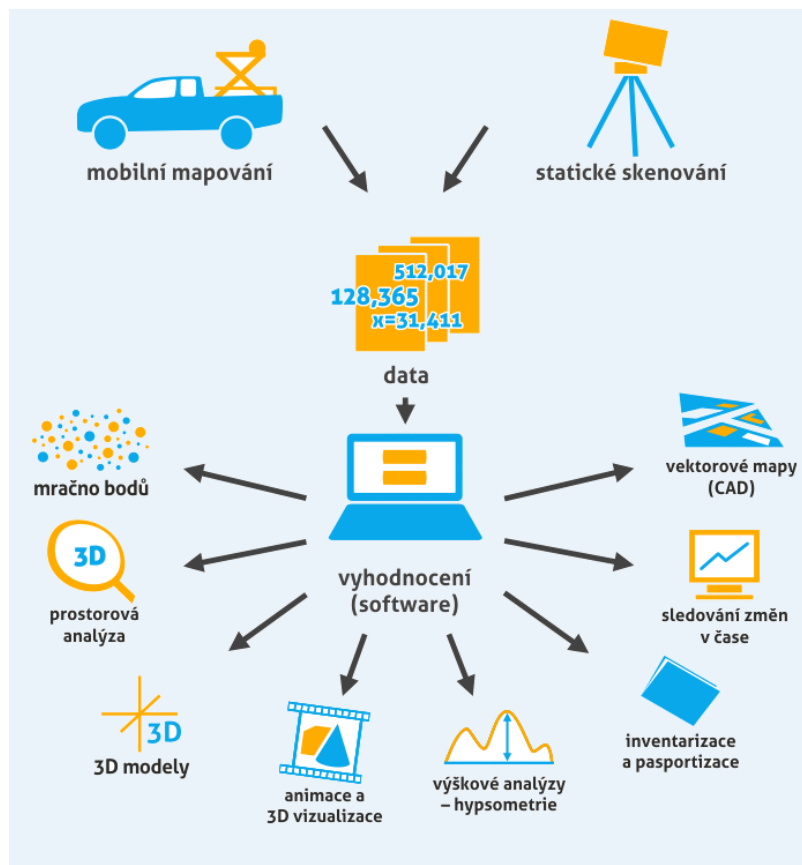 mobilní mapování
statické skenování
512,017
128,365
x=31,411
data
mračno bodů
vektorové mapy
(CAD)
3D
prostorová
analýza
vyhodnocení
(software)
sledování změn
v čase
3D
3D modely
animace a
3D vizualizace
výškové analýzy
– hypsometrie
inventarizace
a pasportizace